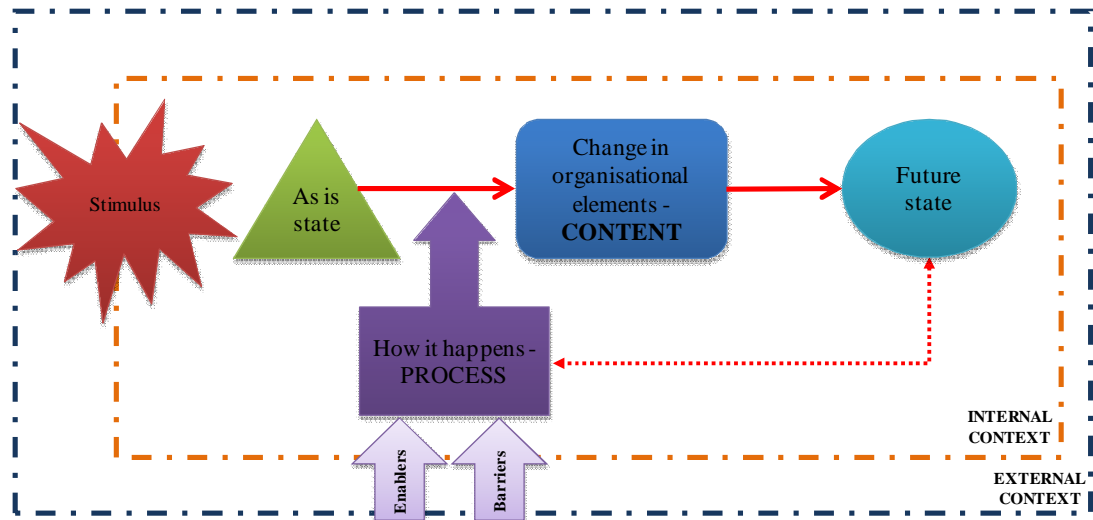 Stimulus
As is
state
Change in
organisational
elements -
CONTENT
Future
state
How it happens -
PROCESS
Enablers
Barriers
INTERNAL
CONTEXT
EXTERNAL
CONTEXT